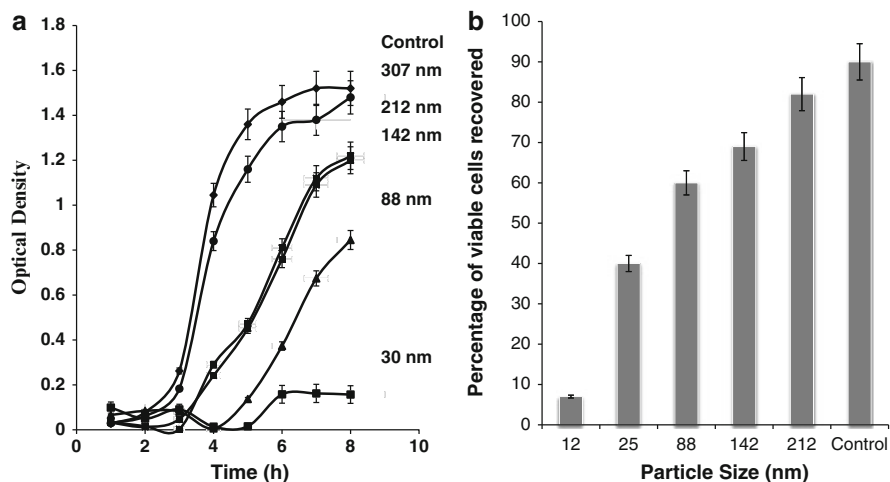 a
1.8
1.6
1.4
1.2
1
0.8
0.6
0.4
0.2
0
0
2
4
6
8
10
Optical Density
Time (h)
Control
307 nm
212 nm
142 nm
88 nm
30 nm
b
100
90
80
70
60
50
40
30
20
10
0
12
25
88
142
212
Control
Percentage of viable cells recovered
Particle Size (nm)